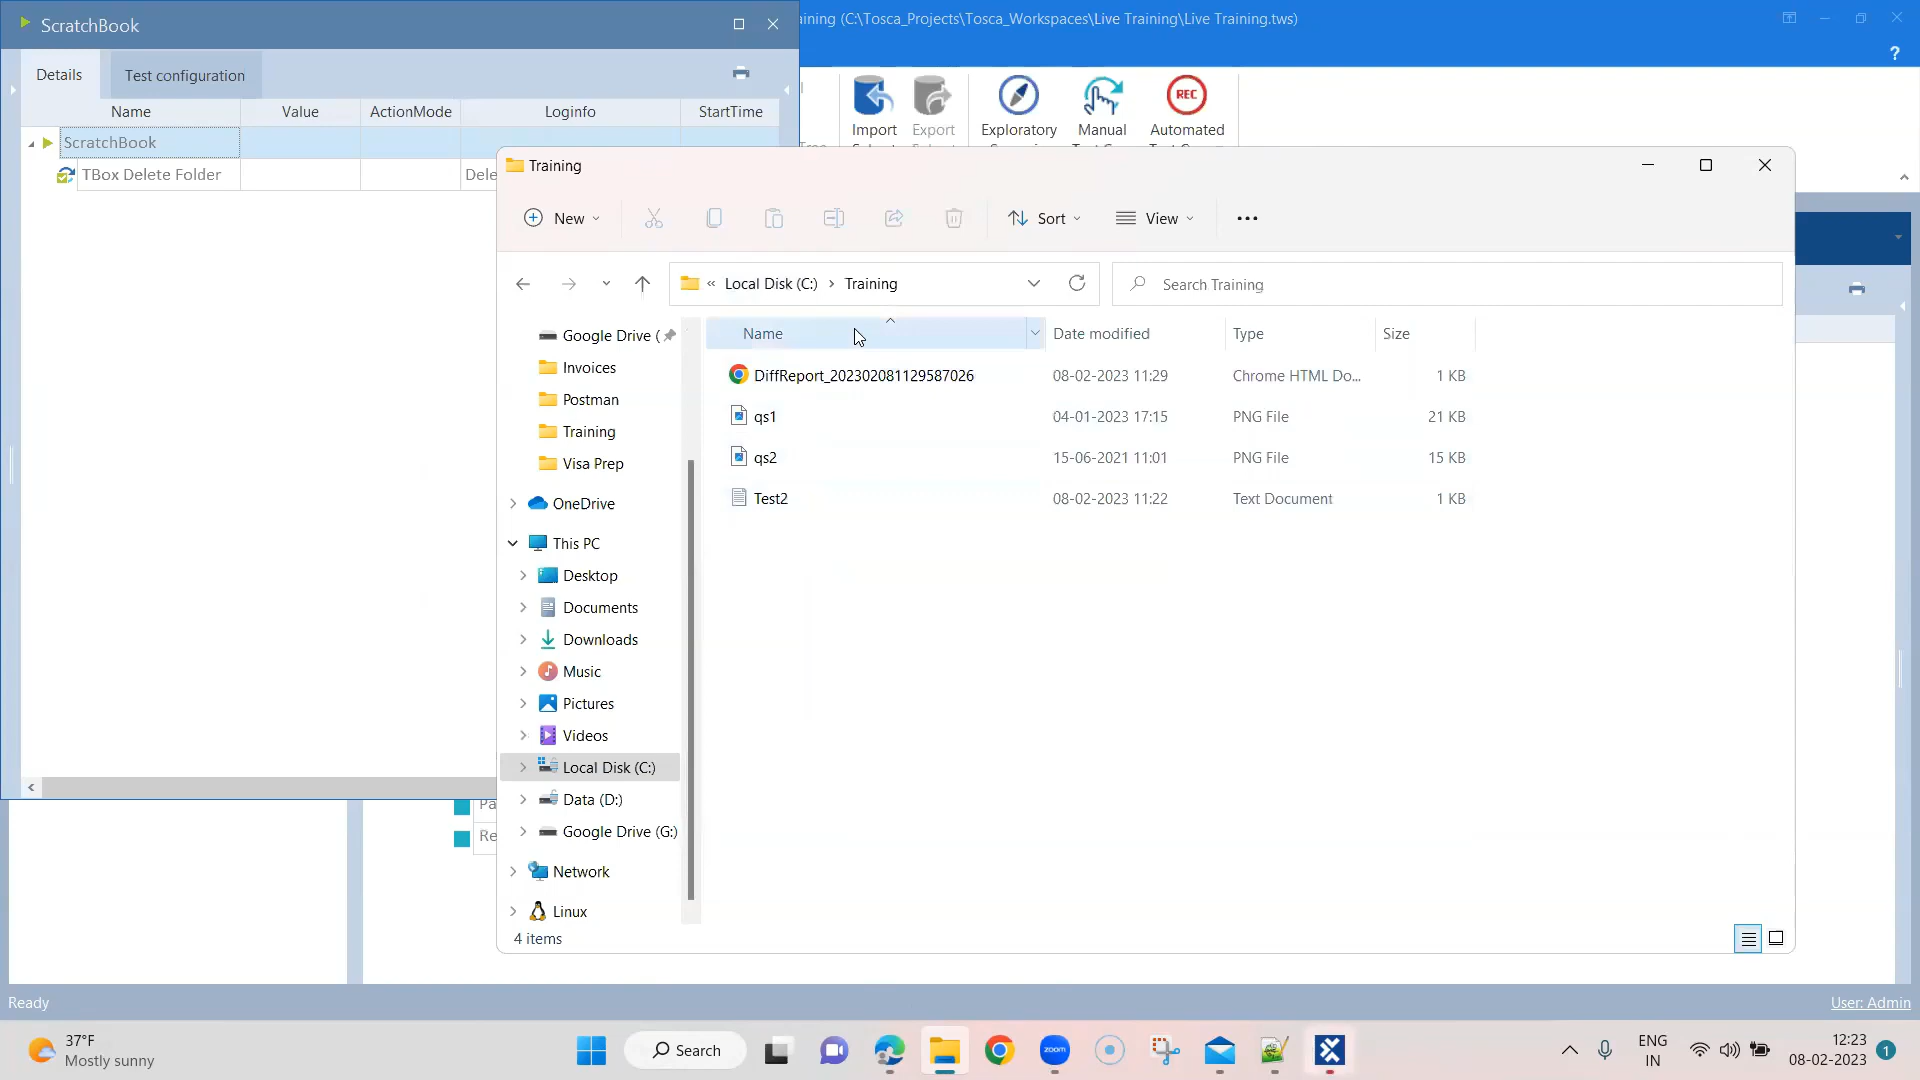 ScratchBook
aining (C:\Tosca_Projects\Tosca_Workspaces\Live Training\Live Training.tws)
?
Details
Test configuration
Name
Value
ActionMode
Loginfo
StartTime
ScratchBook
TBox Delete Folder
Dele
Import
Export
Exploratory
Manual
REC
Automated
Training
New
Sort
View
« Local Disk (C:) › Training
Search Training
Google Drive (
Invoices
Postman
Training
Visa Prep
OneDrive
This PC
Desktop
Documents
Downloads
Music
Pictures
Videos
Local Disk (C:)
Data (D:)
Google Drive (G:)
Network
Linux
Name
Date modified
Type
Size
DiffReport_202302081129587026
08-02-2023 11:29
Chrome HTML Do...
1 KB
qs1
04-01-2023 17:15
PNG File
21 KB
qs2
15-06-2021 11:01
PNG File
15 KB
Test2
08-02-2023 11:22
Text Document
1 KB
4 items
Pa
Re
Ready
User: Admin
37°F
Mostly sunny
Search
zoom
ENG
IN
12:23
08-02-2023
1